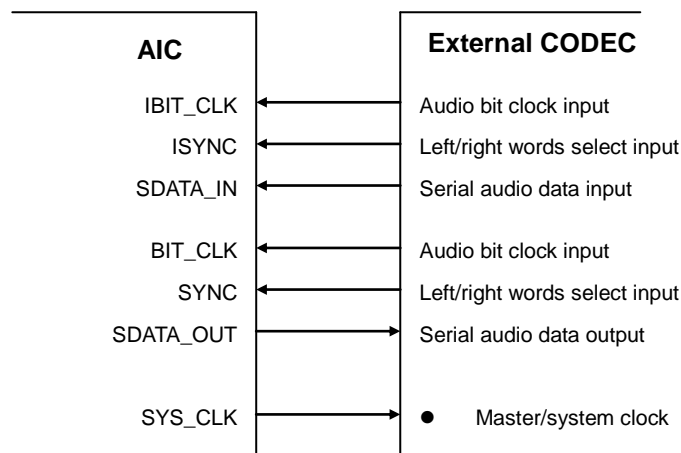 AIC External CODEC
IBIT_CLK Audio bit clock input
ISYNC Left/right words select input
SDATA_IN Serial audio data input
BIT_CLK Audio bit clock input
SYNC Left/right words select input
SDATA_OUT Serial audio data output
SYS_CLK ● Master/system clock